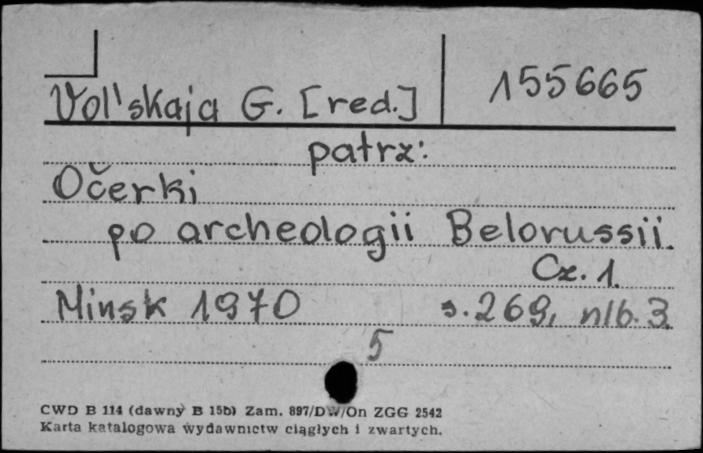 Vol'skaja G. [red.] 155665
patrz:
Očerki
po archeologii Belorussii.
Cz. 1.
Minsk 1970 s. 269, nlb. 3.
5
CWD B 114 (dawny B 15b) Zam. 897/DW/On ZGG 2542
Karta katalogowa wydawnictw ciągłych i zwartych.